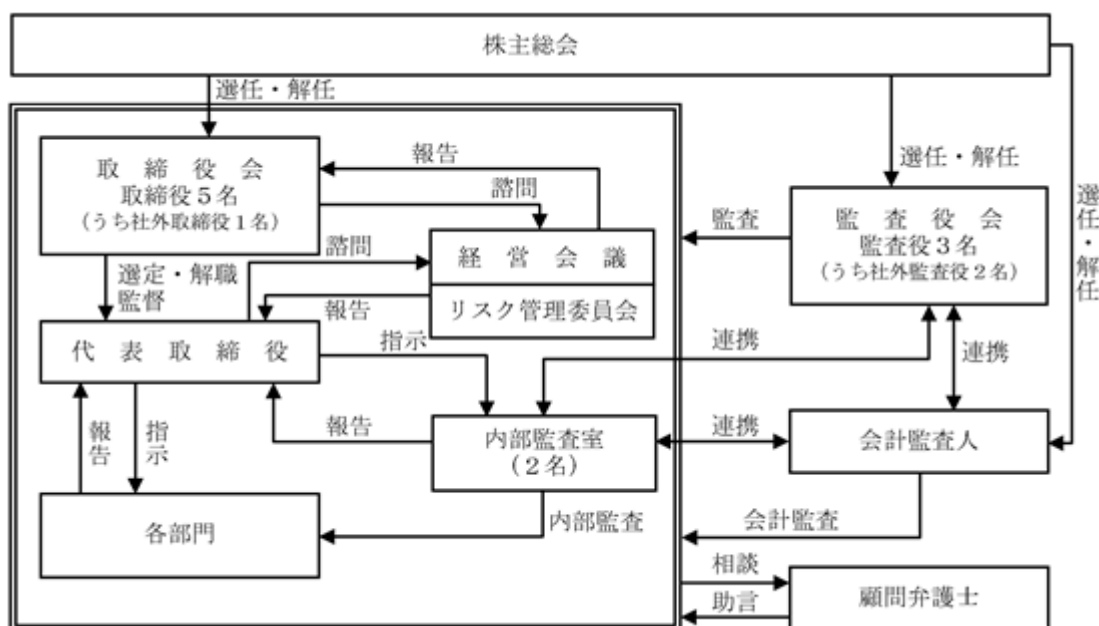 株主総会
選任・解任
選任・解任
選任・解任
取締役会
取締役5名
(うち社外取締役1名)
報告
諮問
監査
監査役会
監査役3名
(うち社外監査役2名)
選定・解職
監督
諮問
経営会議
リスク管理委員会
報告
代表取締役
指示
連携
連携
報告
指示
報告
内部監査室
(2名)
連携
会計監査人
各部門
内部監査
会計監査
相談
助言
顧問弁護士